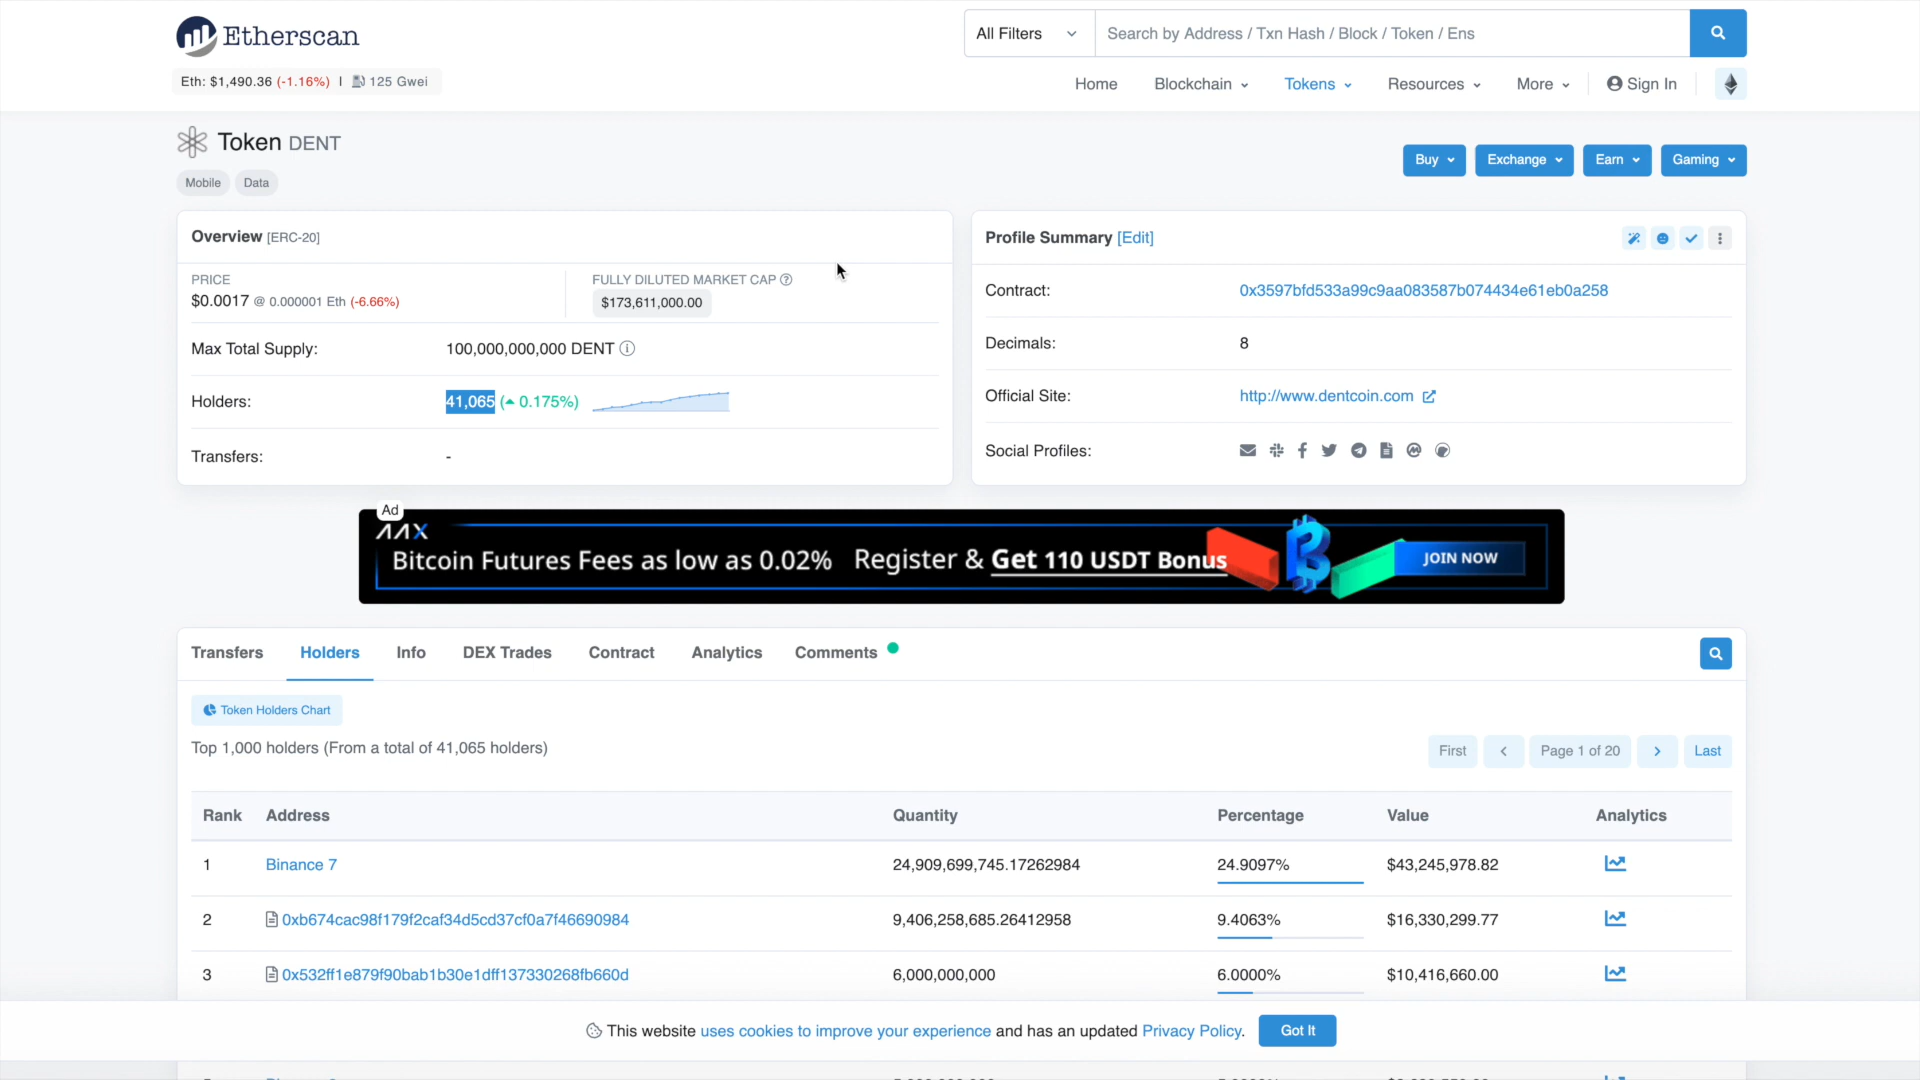 Etherscan
All Filters
Search by Address / Txn Hash / Block / Token / Ens
Eth: $1,490.36 (-1.16%) | 125 Gwei
Home Blockchain Tokens Resources More Sign In
Token DENT
Mobile Data
Buy Exchange Earn Gaming
Overview [ERC-20]
PRICE
$0.0017 @ 0.000001 Eth (-6.66%)
FULLY DILUTED MARKET CAP
$173,611,000.00
Max Total Supply: 100,000,000,000 DENT
Holders: 41,065 (0.175%)
Transfers: -
Profile Summary [Edit]
Contract: 0x3597bfd533a99c9aa083587b074434e61eb0a258
Decimals: 8
Official Site: http://www.dentcoin.com
Social Profiles:
Ad
AAX
Bitcoin Futures Fees as low as 0.02% Register & Get 110 USDT Bonus
JOIN NOW
Transfers Holders Info DEX Trades Contract Analytics Comments
Token Holders Chart
Top 1,000 holders (From a total of 41,065 holders)
First Page 1 of 20 Last
Rank Address Quantity Percentage Value Analytics
1 Binance 7 24,909,699,745.17262984 24.9097% $43,245,978.82
2 0xb674cac98f179f2caf34d5cd37cf0a7f46690984 9,406,258,685.26412958 9.4063% $16,330,299.77
3 0x532ff1e879f90bab1b30e1dff137330268fb660d 6,000,000,000 6.0000% $10,416,660.00
This website uses cookies to improve your experience and has an updated Privacy Policy.
Got It